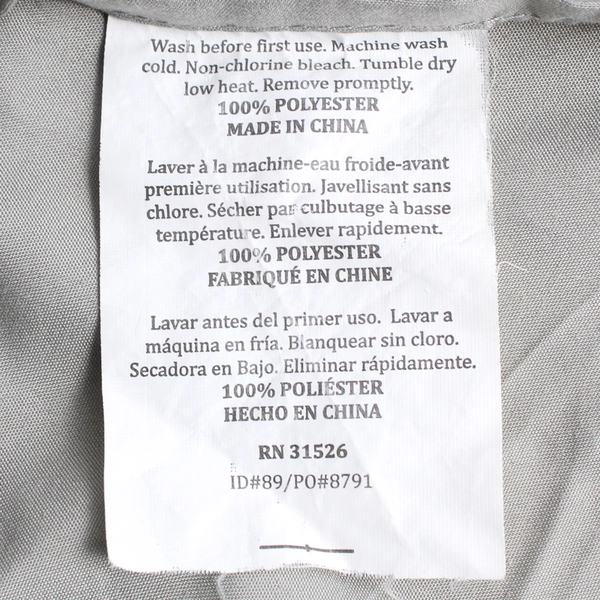 Wash before first use. Machine wash
cold. Non-chlorine bleach. Tumble dry
low heat. Remove promptly.
100% POLYESTER
MADE IN CHINA
Laver à la machine-eau froide-avant
première utilisation. Javellisant sans
chlore. Sécher par culbutage à basse
température. Enlever rapidement.
100% POLYESTER
FABRIQUÉ EN CHINE
Lavar antes del primer uso. Lavar a
máquina en fría. Blanquear sin cloro.
Secadora en Bajo. Eliminar rápidamente.
100% POLIÉSTER
HECHO EN CHINA
RN 31526
ID#89/PO#8791